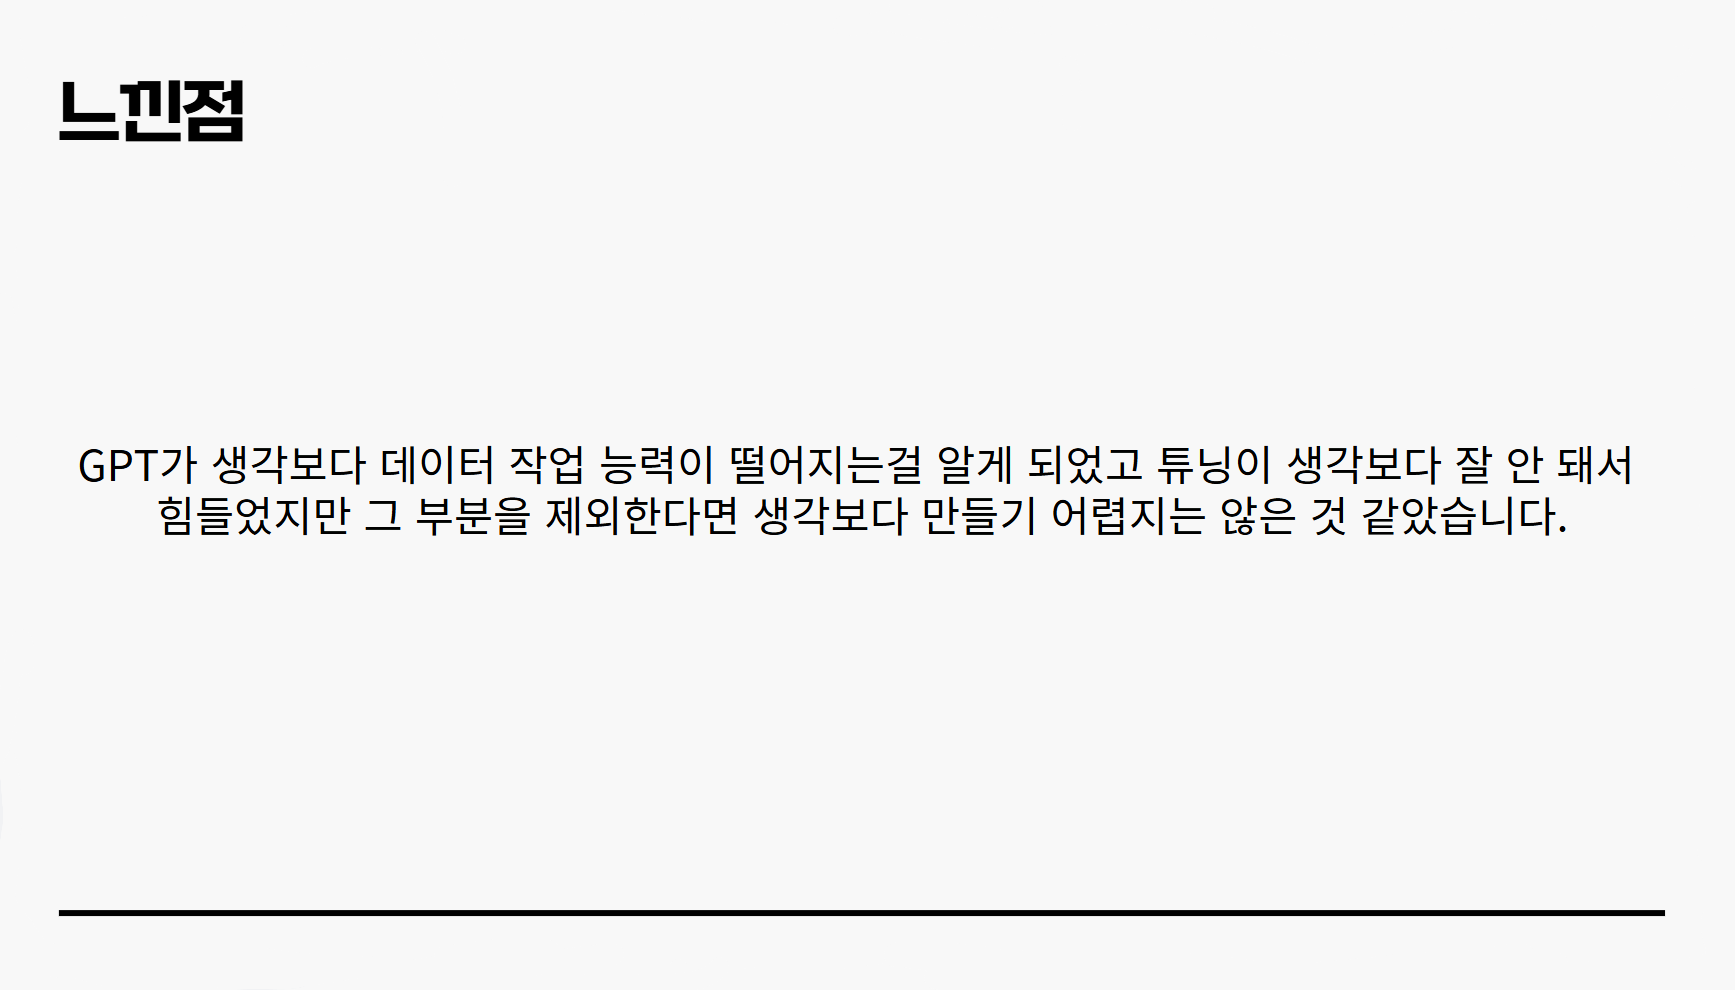 느낀점
GPT가 생각보다 데이터 작업 능력이 떨어지는걸 알게 되었고 튜닝이 생각보다 잘 안 돼서
힘들었지만 그 부분을 제외한다면 생각보다 만들기 어렵지는 않은 것 같았습니다.